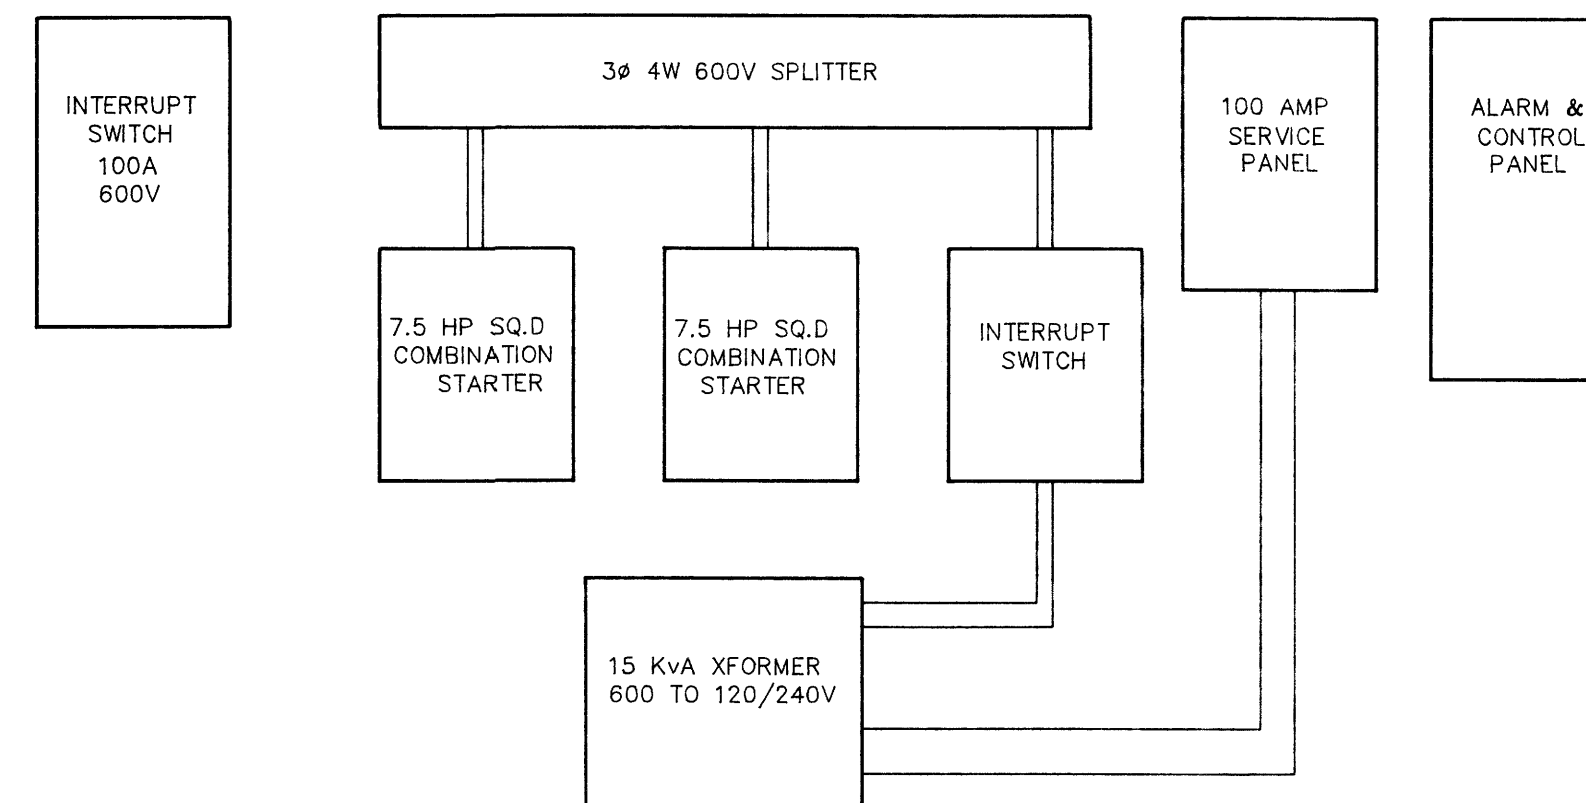 INTERRUPT
SWITCH
100A
600V
3ø 4W 600V SPLITTER
100 AMP
SERVICE
PANEL
ALARM &
CONTROL
PANEL
7.5 HP SQ.D
COMBINATION
STARTER
7.5 HP SQ.D
COMBINATION
STARTER
INTERRUPT
SWITCH
15 KvA XFORMER
600 TO 120/240V